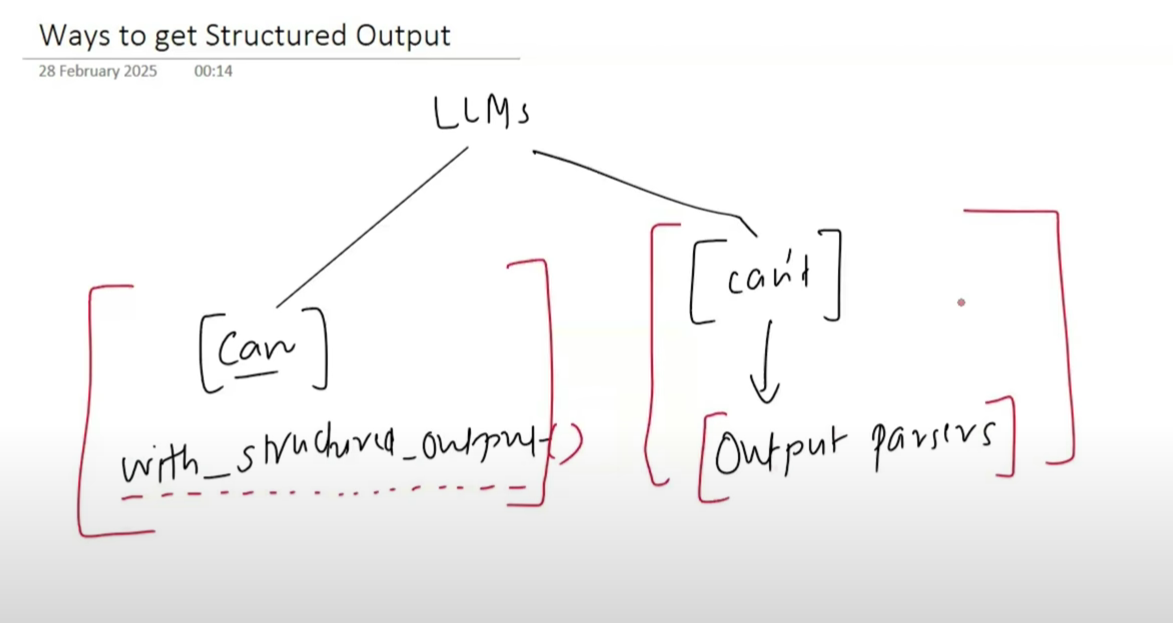 Ways to get Structured Output
28 February 2025 00:14
LLMs
[can't]
[Can]
[Output parsers]
with_structured_output()